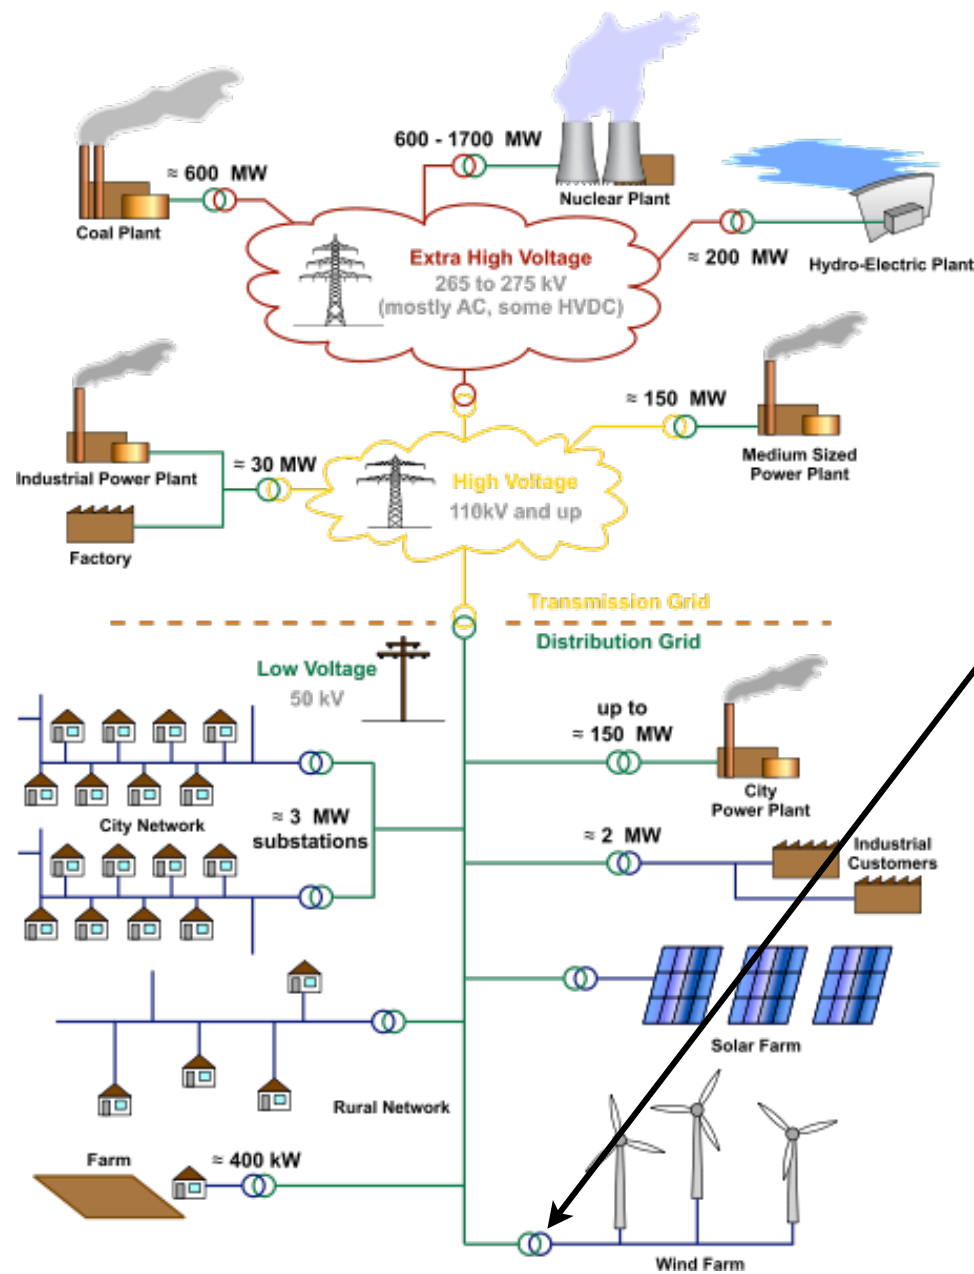 600 - 1700 MW
≈ 600 MW
Nuclear Plant
Coal Plant
Extra High Voltage
265 to 275 kV
(mostly AC, some HVDC)
≈ 200 MW
Hydro-Electric Plant
≈ 150 MW
Medium Sized
Power Plant
≈ 30 MW
Industrial Power Plant
High Voltage
110kV and up
Factory
Transmission Grid
Distribution Grid
Low Voltage
50 kV
up to
≈ 150 MW
City
Power Plant
≈ 3 MW
substations
City Network
≈ 2 MW
Industrial
Customers
Solar Farm
Rural Network
Farm
≈ 400 kW
Wind Farm